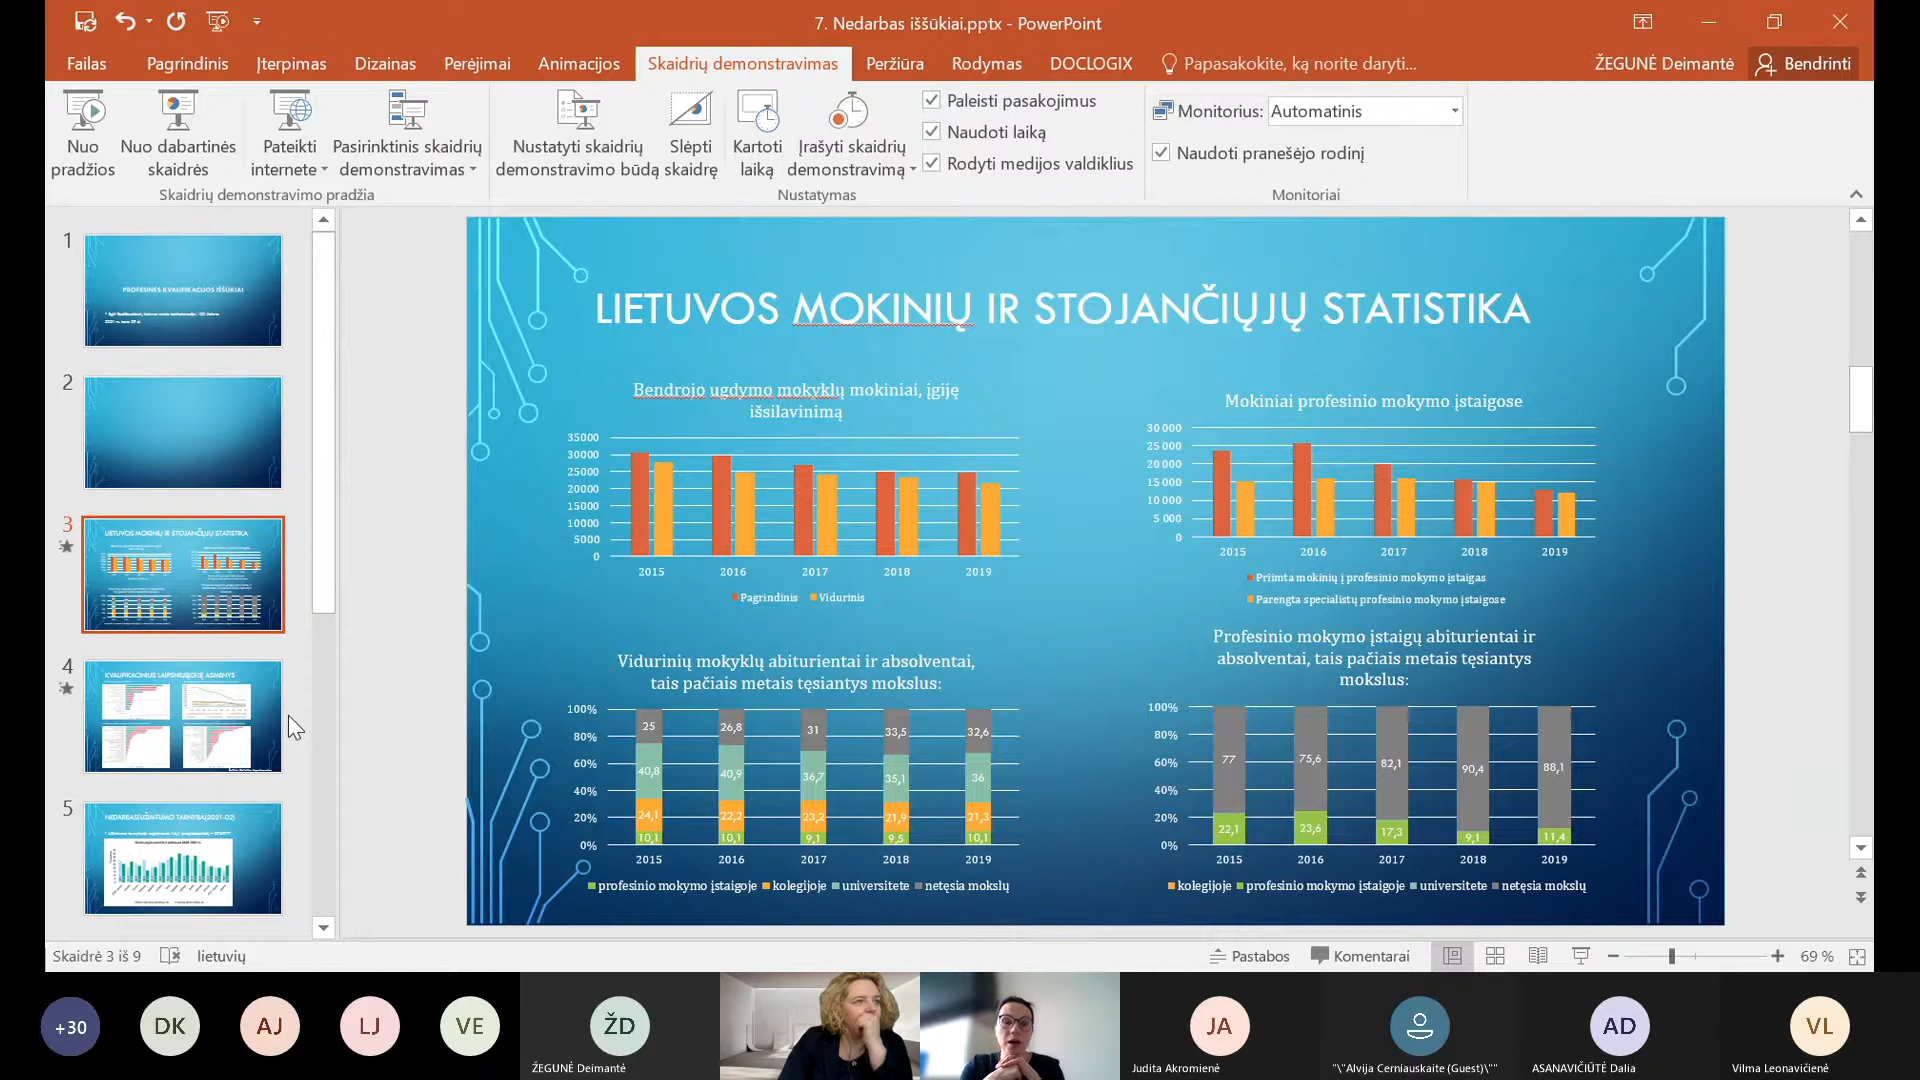 7. Nedarbas iššūkiai.pptx - PowerPoint
Failas Pagrindinis Įterpimas Dizainas Perėjimai Animacijos Skaidrių demonstravimas Peržiūra Rodymas DOCLOGIX Papasakokite, ką norite daryti... ŽEGUNĖ Deimantė Bendrinti
Nuo pradžios
Nuo dabartinės skaidrės
Pateikti internete
Pasirinktinis skaidrių demonstravimas
Skaidrių demonstravimo pradžia
Nustatyti skaidrių demonstravimo būdą
Slėpti skaidrę
Kartoti laiką
Įrašyti skaidrių demonstravimą
Paleisti pasakojimus
Naudoti laiką
Rodyti medijos valdiklius
Nustatymas
Monitorius: Automatinis
Naudoti pranešėjo rodinį
Monitoriai
1
PROFESINĖS KVALIFIKACIJOS IŠŠŪKIAI
2
3
LIETUVOS MOKINIŲ IR STOJANČIŲJŲ STATISTIKA
4
KVALIFIKACINIUS LAIPSNIUS ĮGIJĘ ASMENYS
5
LIETUVOS MOKINIŲ IR STOJANČIŲJŲ STATISTIKA
Bendrojo ugdymo mokyklų mokiniai, įgiję
išsilavinimą
35000
30000
25000
20000
15000
10000
5000
0
2015 2016 2017 2018 2019
Pagrindinis Vidurinis
Mokiniai profesinio mokymo įstaigose
30 000
25 000
20 000
15 000
10 000
5 000
0
2015 2016 2017 2018 2019
Priimta mokinių į profesinio mokymo įstaigas
Parengta specialistų profesinio mokymo įstaigose
Vidurinių mokyklų abiturientai ir absolventai,
tais pačiais metais tęsiantys mokslus:
100%
80%
60%
40%
20%
0%
25 26,8 31 33,5 32,6
40,8 40,9 36,7 35,1 36
24,1 22,2 23,2 21,9 21,3
10,1 10,1 9,1 9,5 10,1
2015 2016 2017 2018 2019
profesinio mokymo įstaigoje kolegijoje universitete netęsia mokslų
Profesinio mokymo įstaigų abiturientai ir
absolventai, tais pačiais metais tęsiantys
mokslus:
100%
80%
60%
40%
20%
0%
77 75,6 82,1 90,4 88,1
22,1 23,6 17,3 9,1 11,4
2015 2016 2017 2018 2019
kolegijoje profesinio mokymo įstaigoje universitete netęsia mokslų
Skaidrė 3 iš 9 lietuvių Pastabos Komentarai 69 %
+30 DK AJ LJ VE ŽD JA AD VL
ŽEGUNĖ Deimantė Judita Akromienė "\"Alvija Cerniauskaite (Guest)\"" ASANAVIČIŪTĖ Dalia Vilma Leonavičienė